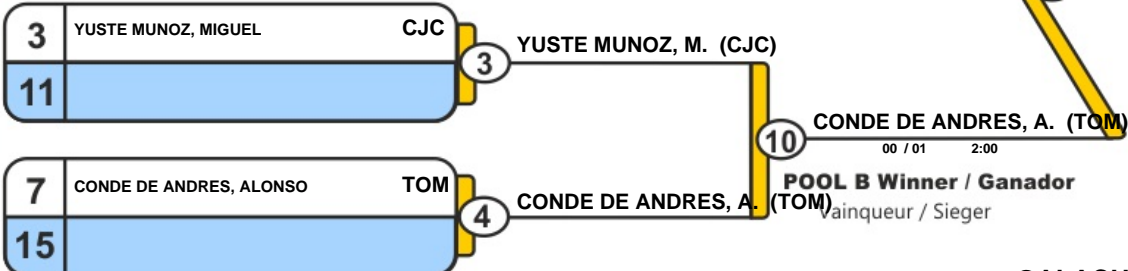 3 YUSTE MUNOZ, MIGUEL CJC
11
3
YUSTE MUNOZ, M. (CJC)
10
CONDE DE ANDRES, A. (TOM)
00 / 01 2:00
POOL B Winner / Ganador
Vainqueur / Sieger
7 CONDE DE ANDRES, ALONSO TOM
15
4
CONDE DE ANDRES, A. (TOM)